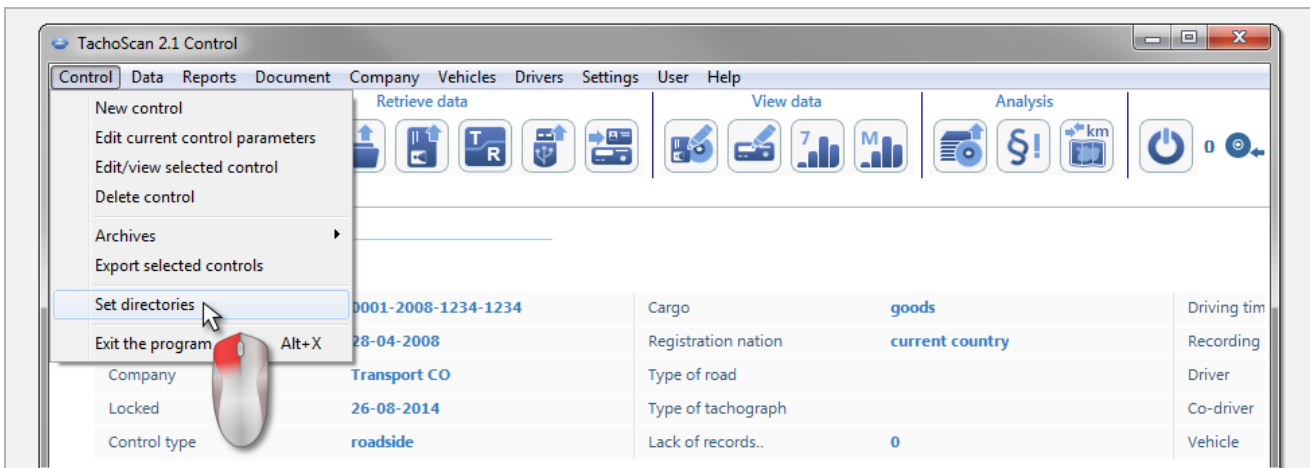 TachoScan 2.1 Control
Control Data Reports Document Company Vehicles Drivers Settings User Help
New control
Edit current control parameters
Edit/view selected control
Delete control
Archives
Export selected controls
Set directories
Exit the program Alt+X
Retrieve data View data Analysis
T R 7 M §! km 0
0001-2008-1234-1234 Cargo goods Driving tim
28-04-2008 Registration nation current country Recording
Company Transport CO Type of road Driver
Locked 26-08-2014 Type of tachograph Co-driver
Control type roadside Lack of records.. 0 Vehicle